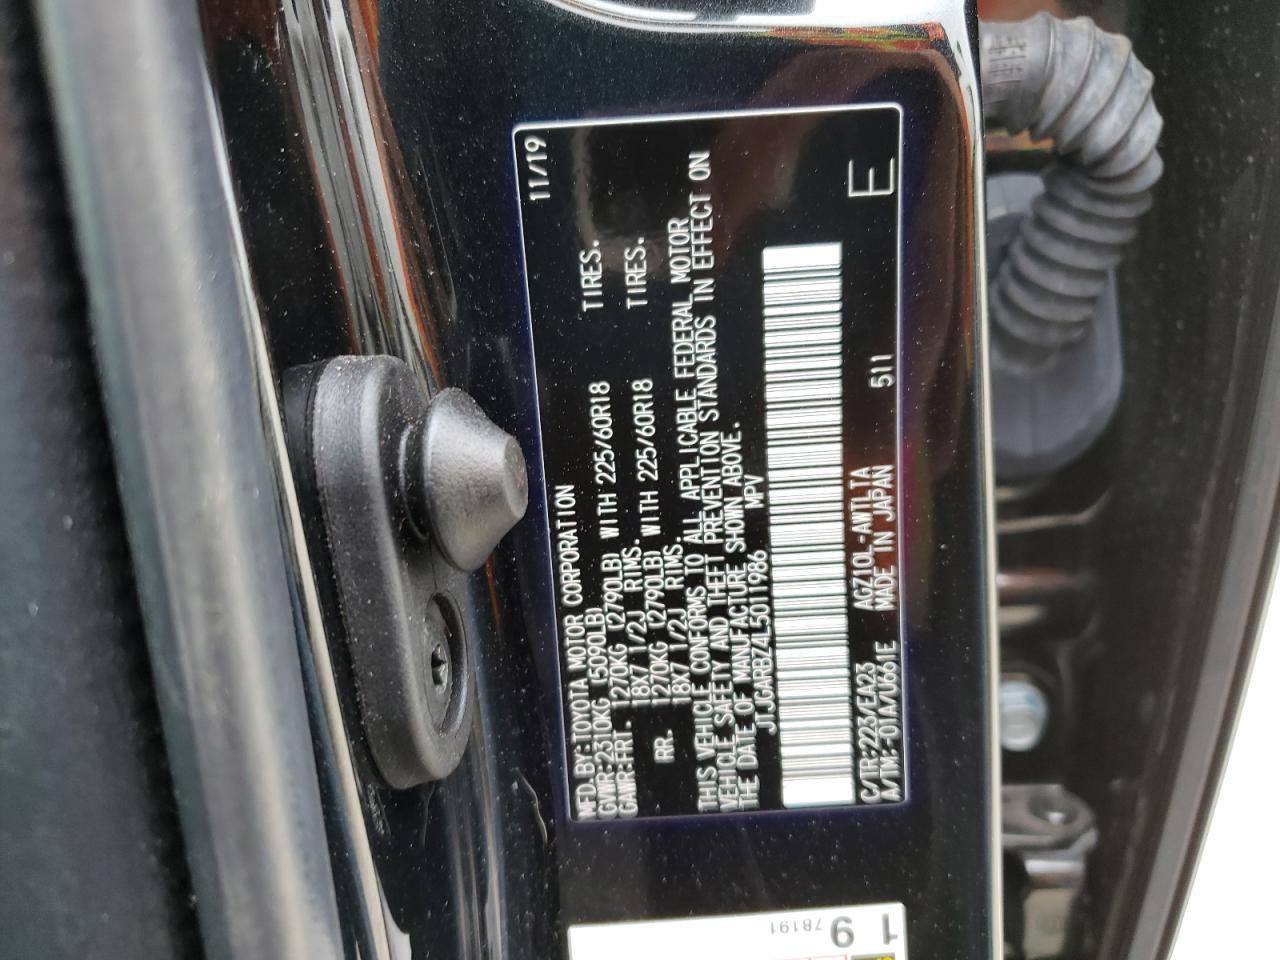 MFD.BY:TOYOTA MOTOR CORPORATION 11/19
GVWR:2310KG (5090LB)
GAWR:FRT. 1270KG (2790LB) WITH 225/60R18 TIRES.
18X7 1/2J RIMS.
RR. 1270KG (2790LB) WITH 225/60R18 TIRES.
18X7 1/2J RIMS.
THIS VEHICLE CONFORMS TO ALL APPLICABLE FEDERAL MOTOR
VEHICLE SAFETY AND THEFT PREVENTION STANDARDS IN EFFECT ON
THE DATE OF MANUFACTURE SHOWN ABOVE.
JTJGARBZ4L5011986 MPV
C/TR:223/EA23 AGZ10L-AWTLTA 511 E
A/TM:-01A/U661E MADE IN JAPAN
78191
19